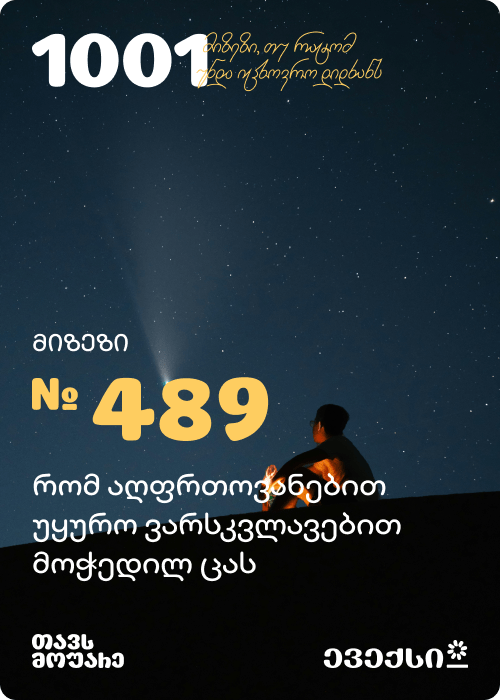 1001 მიზეზი, თუ რატომ
უნდა იცხოვრო დიდხანს
მიზეზი
№ 489
რომ აღფრთოვანებით
უყურო ვარსკვლავებით
მოჭედილ ცას
თავს
მოუარე
ევექსი